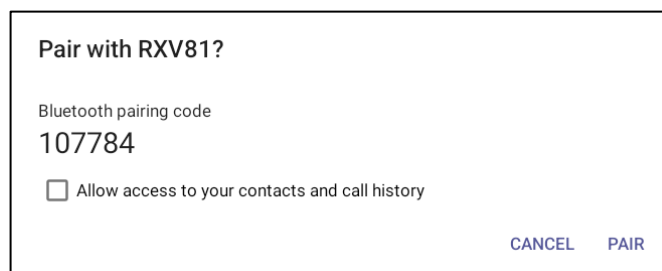 Pair with RXV81?
Bluetooth pairing code
107784
Allow access to your contacts and call history
CANCEL PAIR